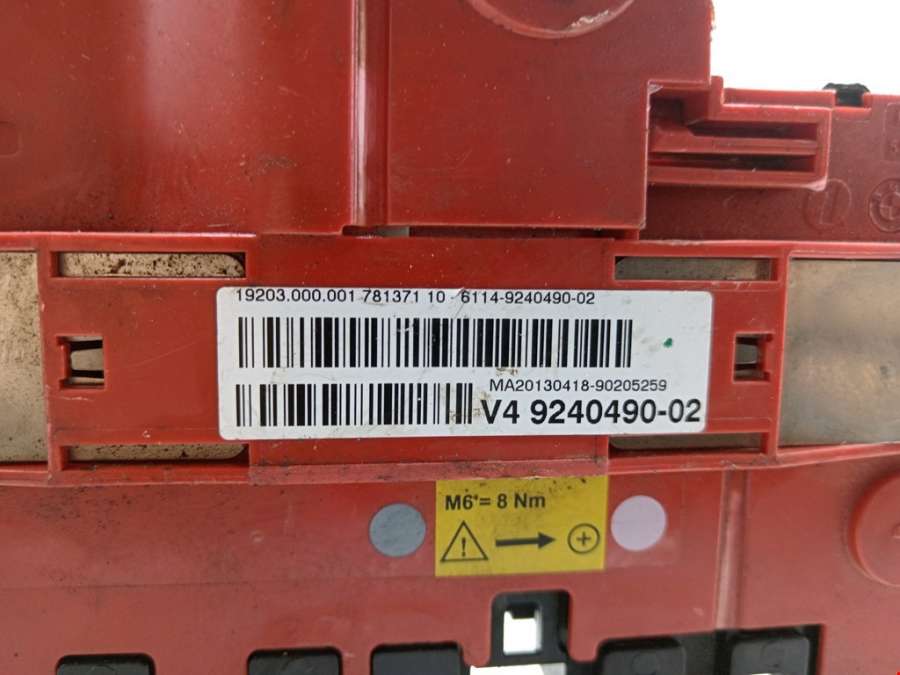 19203.000.001 781371 10 - 6114-9240490-02
MA20130418-90205259
V4 9240490-02
M6 = 8 Nm